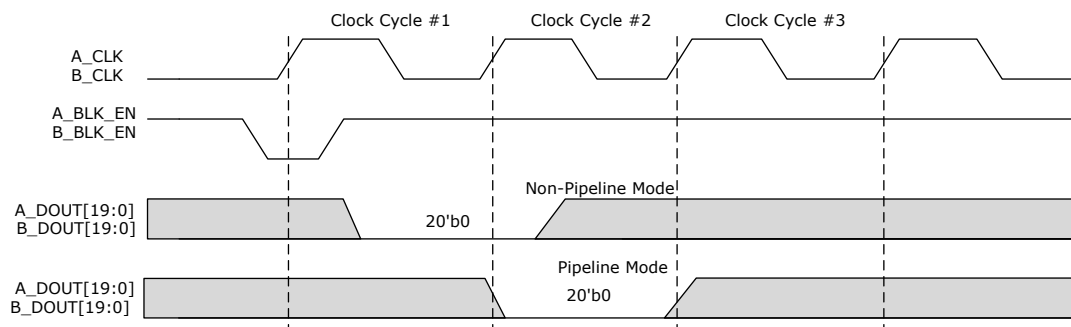 Clock Cycle #1 Clock Cycle #2 Clock Cycle #3
A_CLK
B_CLK
A_BLK_EN
B_BLK_EN
Non-Pipeline Mode
A_DOUT[19:0]
B_DOUT[19:0]
20'b0
Pipeline Mode
A_DOUT[19:0]
B_DOUT[19:0]
20'b0